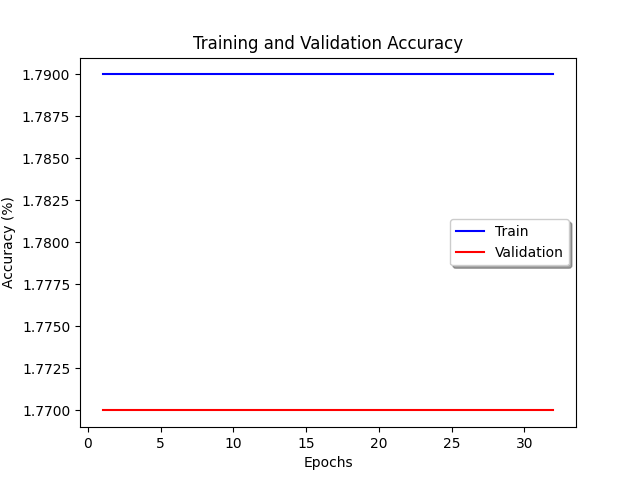 Training and Validation Accuracy
Accuracy (%)
1.7900
1.7875
1.7850
1.7825
1.7800
1.7775
1.7750
1.7725
1.7700
Train
Validation
0 5 10 15 20 25 30
Epochs